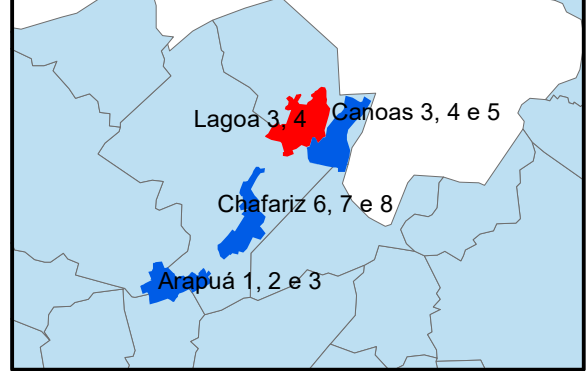 Lagoa 3, 4
Canoas 3, 4 e 5
Chafariz 6, 7 e 8
Arapuá 1, 2 e 3